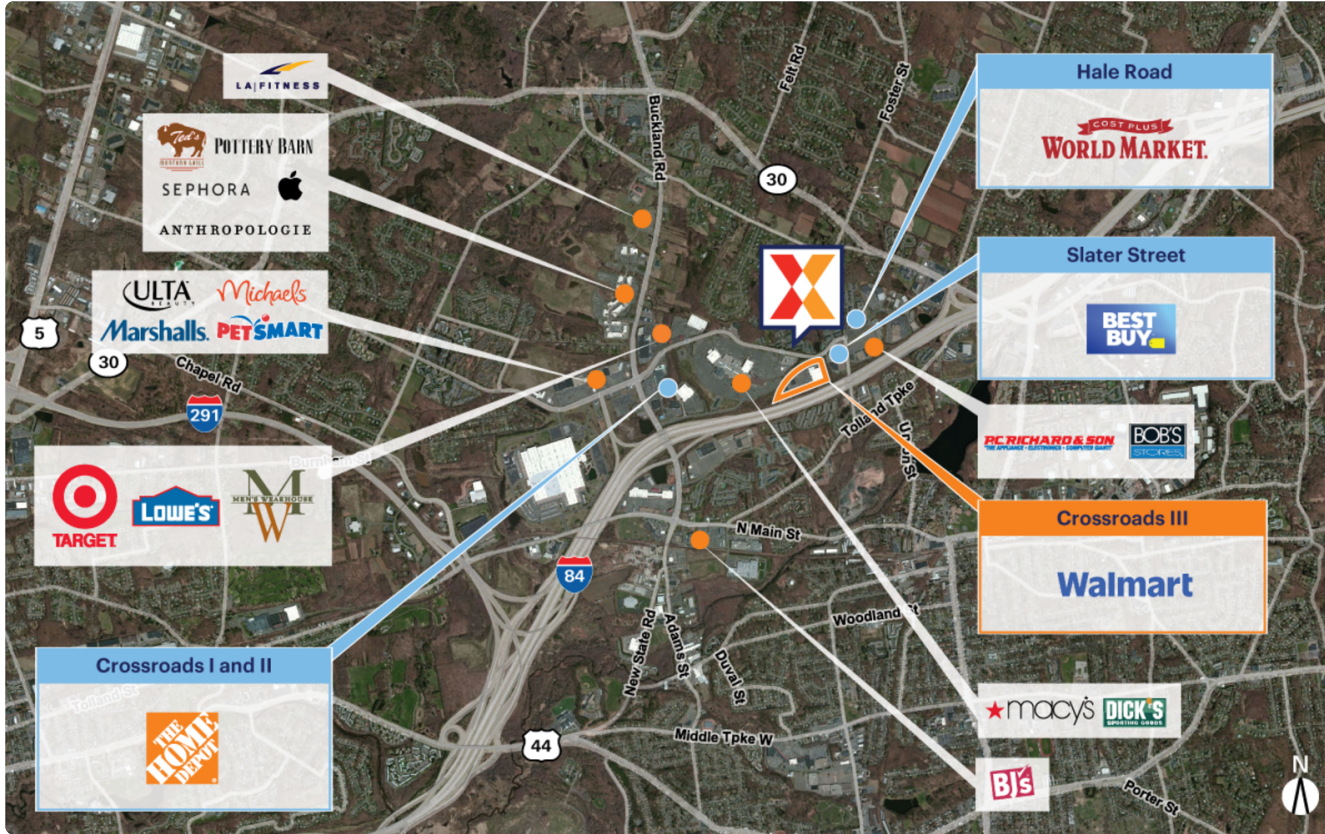 LA|FITNESS
Ted's
MONTANA GRILL
POTTERY BARN
SEPHORA
ANTHROPOLOGIE
ULTA
BEAUTY
Michaels
Marshalls.
PETSMART
5
30
Chapel Rd
291
Burnham Rd
TARGET
LOWE'S
M
MEN'S WEARHOUSE
W
Crossroads I and II
THE
HOME
DEPOT
Tolland St
Buckland Rd
Felt Rd
Foster St
30
Hale Road
COST PLUS
WORLD MARKET.
Slater Street
BEST
BUY
Tolland Tpke
Union St
P.C. RICHARD & SON
THE APPLIANCE • ELECTRONICS • COMPUTER GIANT!
BOB'S
STORES
Crossroads III
Walmart
N Main St
84
Woodland St
New State Rd
Adams St
Duval St
44
Middle Tpke W
macy's
DICK'S
SPORTING GOODS
BJ's
Porter St
N